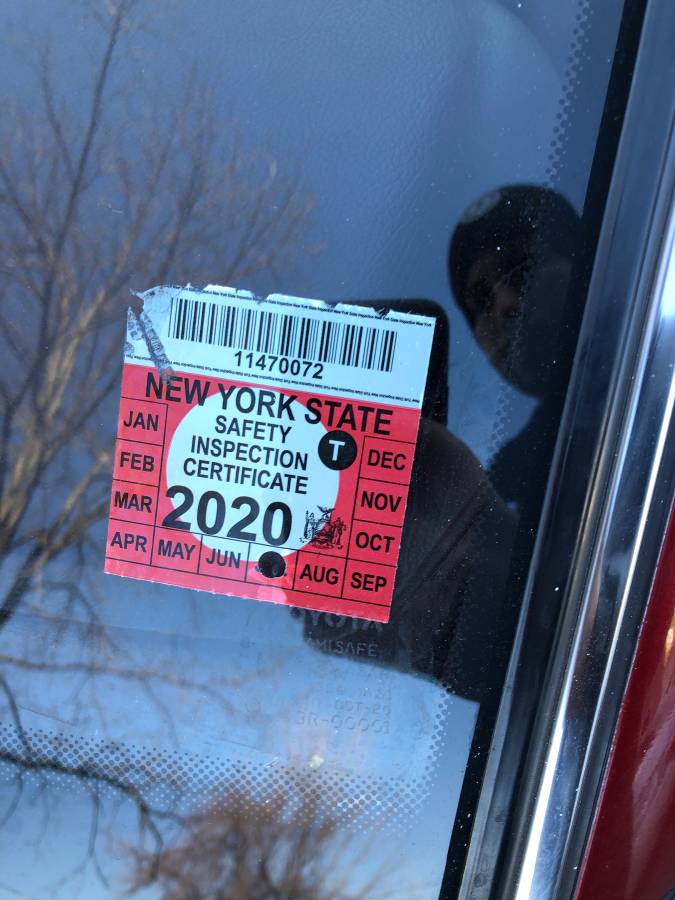 11470072
NEW YORK STATE
SAFETY
INSPECTION
CERTIFICATE
T
2020
JAN
FEB
MAR
APR
MAY
JUN
AUG
SEP
OCT
NOV
DEC